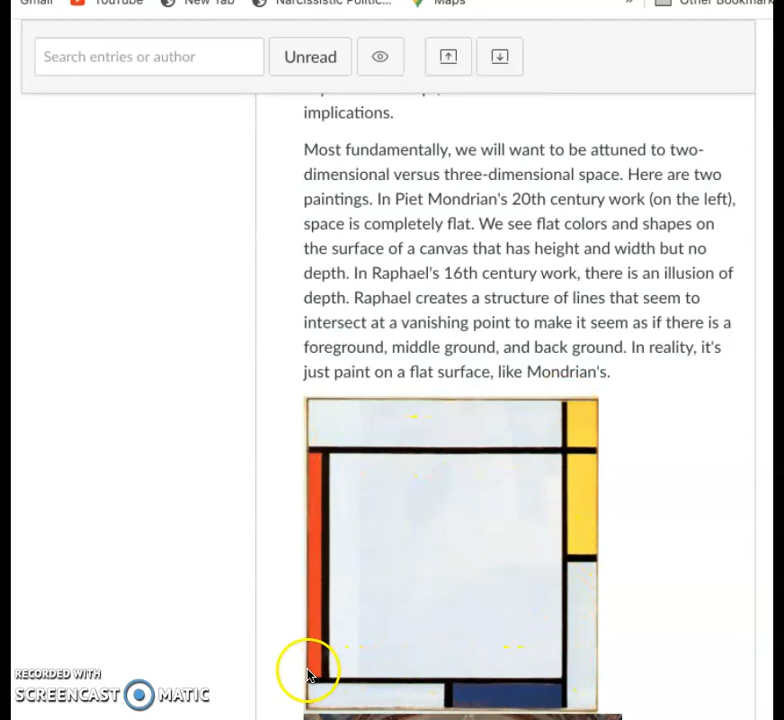 Gmail YouTube New Tab Narcissistic Politic... Maps » Other Bookmark
Search entries or author Unread
implications.
Most fundamentally, we will want to be attuned to two-
dimensional versus three-dimensional space. Here are two
paintings. In Piet Mondrian's 20th century work (on the left),
space is completely flat. We see flat colors and shapes on
the surface of a canvas that has height and width but no
depth. In Raphael's 16th century work, there is an illusion of
depth. Raphael creates a structure of lines that seem to
intersect at a vanishing point to make it seem as if there is a
foreground, middle ground, and back ground. In reality, it's
just paint on a flat surface, like Mondrian's.
RECORDED WITH
SCREENCAST MATIC